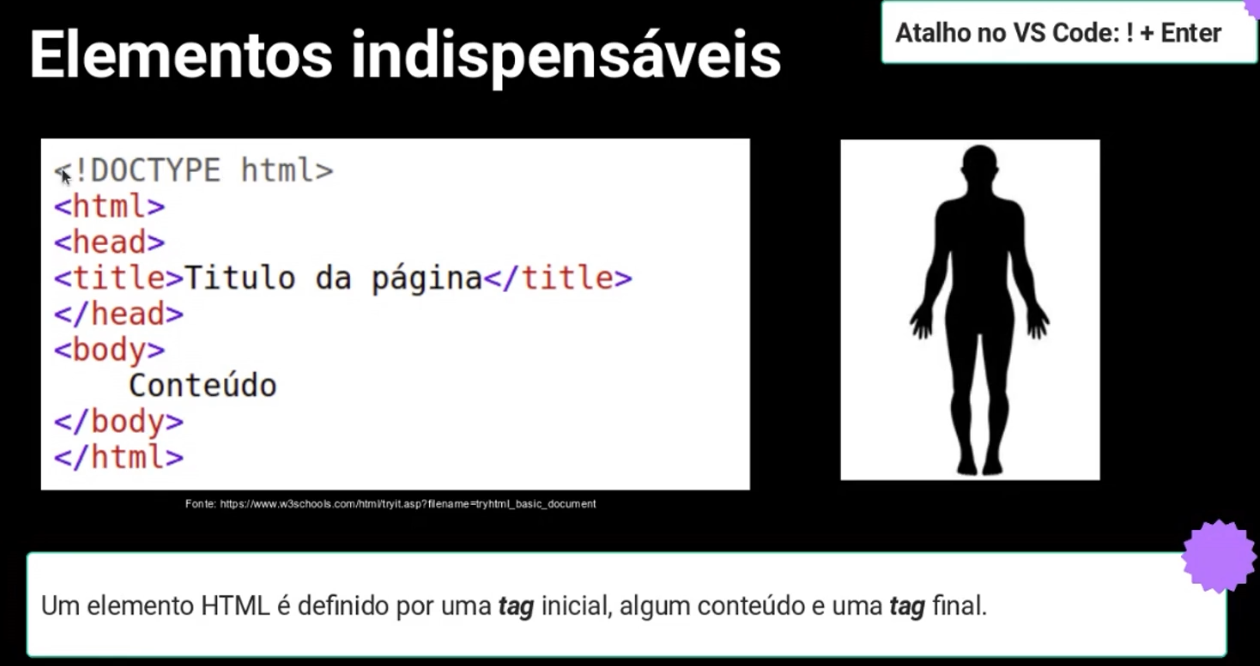 Elementos indispensáveis
Atalho no VS Code: ! + Enter
<!DOCTYPE html>
<html>
<head>
<title>Titulo da página</title>
</head>
<body>
    Conteúdo
</body>
</html>
Fonte: https://www.w3schools.com/html/tryit.asp?filename=tryhtml_basic_document
Um elemento HTML é definido por uma tag inicial, algum conteúdo e uma tag final.